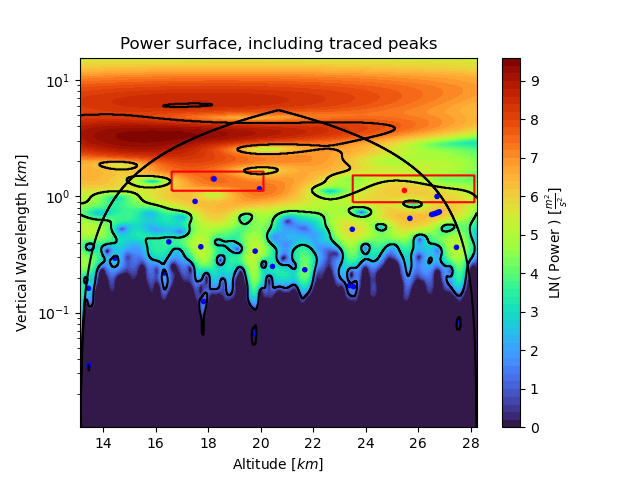 Power surface, including traced peaks
Vertical Wavelength [km]
10¹
10⁰
10⁻¹
14 16 18 20 22 24 26 28
Altitude [km]
9
8
7
6
5
4
3
2
1
0
LN( Power ) [m²/s²]